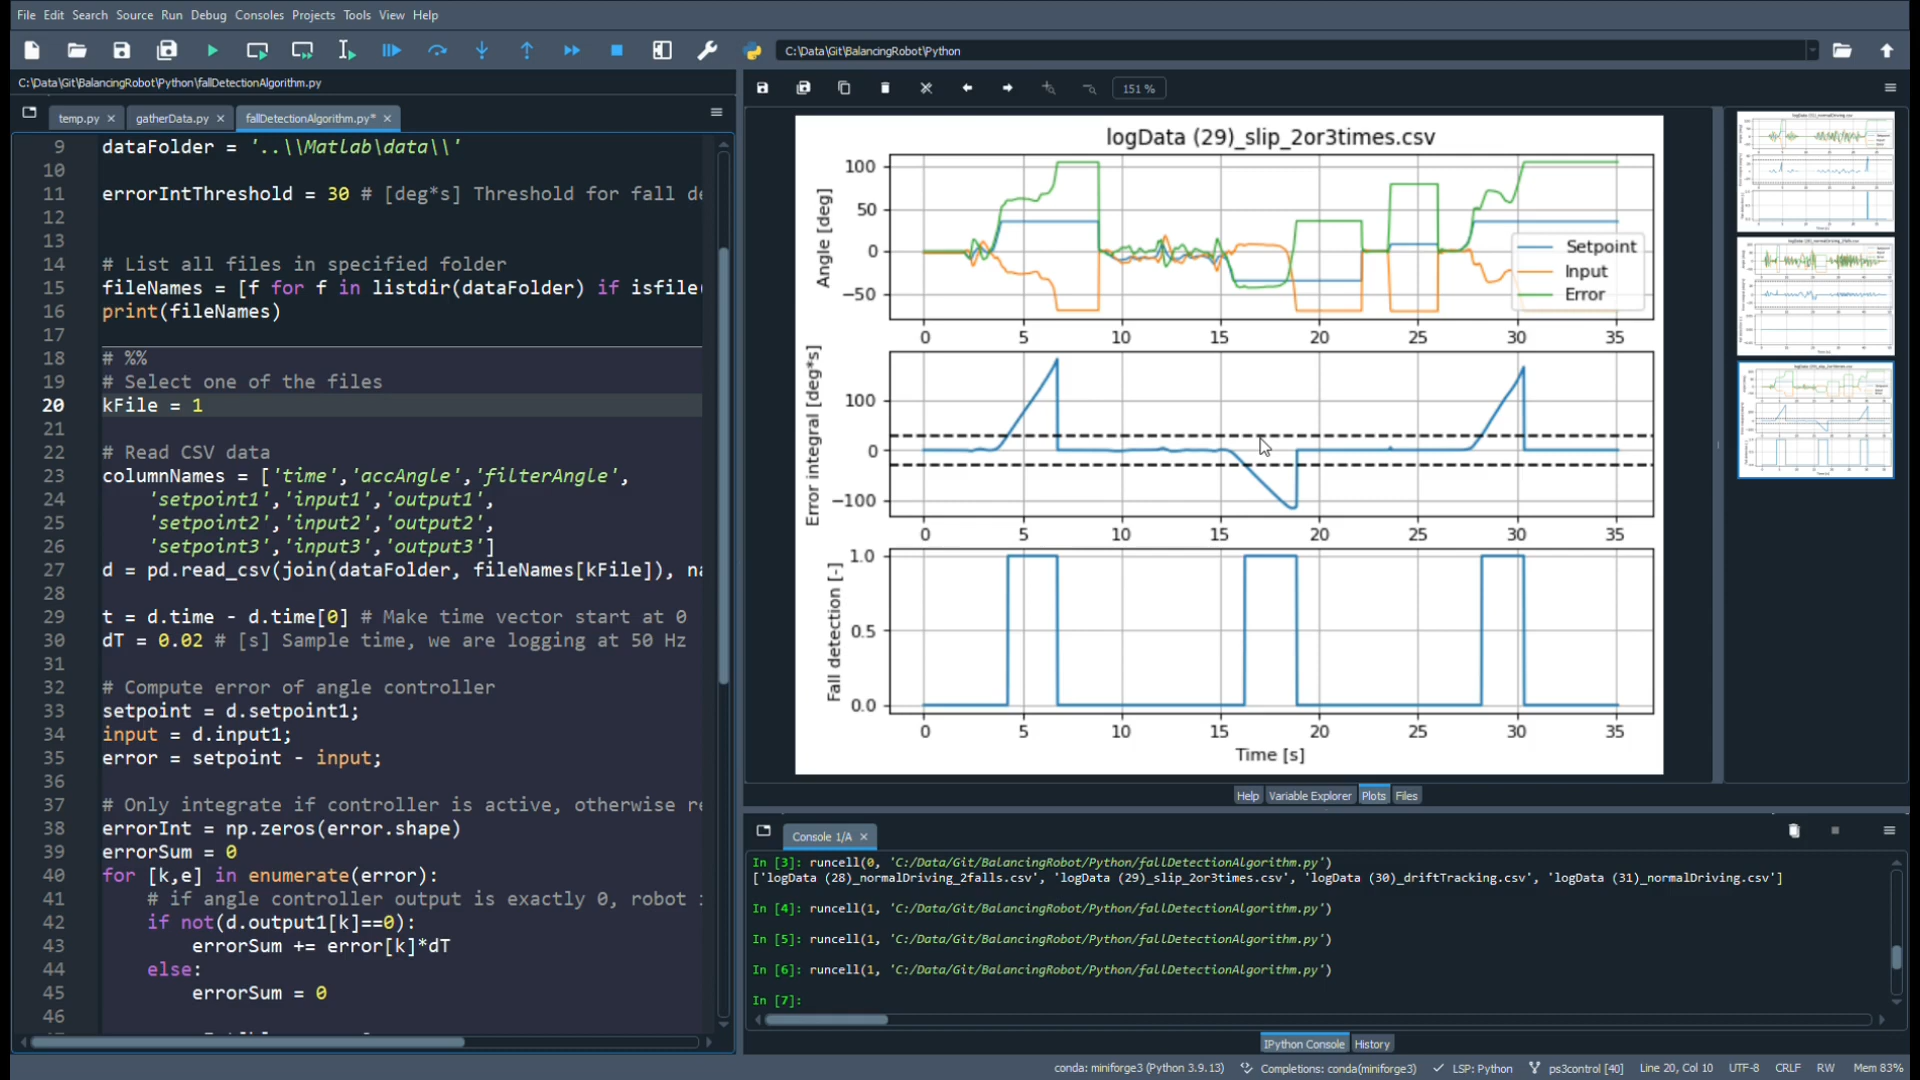 File Edit Search Source Run Debug Consoles Projects Tools View Help
C:\Data\Git\BalancingRobot\Python
C:\Data\Git\BalancingRobot\Python\fallDetectionAlgorithm.py
temp.py
gatherData.py
fallDetectionAlgorithm.py*
9 dataFolder = '..\\Matlab\data\\'
10
11 errorIntThreshold = 30 # [deg*s] Threshold for fall de
12
13
14 # List all files in specified folder
15 fileNames = [f for f in listdir(dataFolder) if isfile(
16 print(fileNames)
17
18 # %%
19 # Select one of the files
20 kFile = 1
21
22 # Read CSV data
23 columnNames = ['time','accAngle','filterAngle',
24 'setpoint1','input1','output1',
25 'setpoint2','input2','output2',
26 'setpoint3','input3','output3']
27 d = pd.read_csv(join(dataFolder, fileNames[kFile]), na
28
29 t = d.time - d.time[0] # Make time vector start at 0
30 dT = 0.02 # [s] Sample time, we are logging at 50 Hz
31
32 # Compute error of angle controller
33 setpoint = d.setpoint1;
34 input = d.input1;
35 error = setpoint - input;
36
37 # Only integrate if controller is active, otherwise re
38 errorInt = np.zeros(error.shape)
39 errorSum = 0
40 for [k,e] in enumerate(error):
41 # if angle controller output is exactly 0, robot
42 if not(d.output1[k]==0):
43 errorSum += error[k]*dT
44 else:
45 errorSum = 0
46
151 %
logData (29)_slip_2or3times.csv
Angle [deg]
100
50
0
−50
Setpoint
Input
Error
0 5 10 15 20 25 30 35
Error integral [deg*s]
100
0
−100
0 5 10 15 20 25 30 35
Fall detection [-]
1.0
0.5
0.0
0 5 10 15 20 25 30 35
Time [s]
Help Variable Explorer Plots Files
Console 1/A
In [3]: runcell(0, 'C:/Data/Git/BalancingRobot/Python/fallDetectionAlgorithm.py')
['logData (28)_normalDriving_2falls.csv', 'logData (29)_slip_2or3times.csv', 'logData (30)_driftTracking.csv', 'logData (31)_normalDriving.csv']
In [4]: runcell(1, 'C:/Data/Git/BalancingRobot/Python/fallDetectionAlgorithm.py')
In [5]: runcell(1, 'C:/Data/Git/BalancingRobot/Python/fallDetectionAlgorithm.py')
In [6]: runcell(1, 'C:/Data/Git/BalancingRobot/Python/fallDetectionAlgorithm.py')
In [7]:
IPython Console History
conda: miniforge3 (Python 3.9.13) Completions: conda(miniforge3) LSP: Python ps3control [40] Line 20, Col 10 UTF-8 CRLF RW Mem 83%